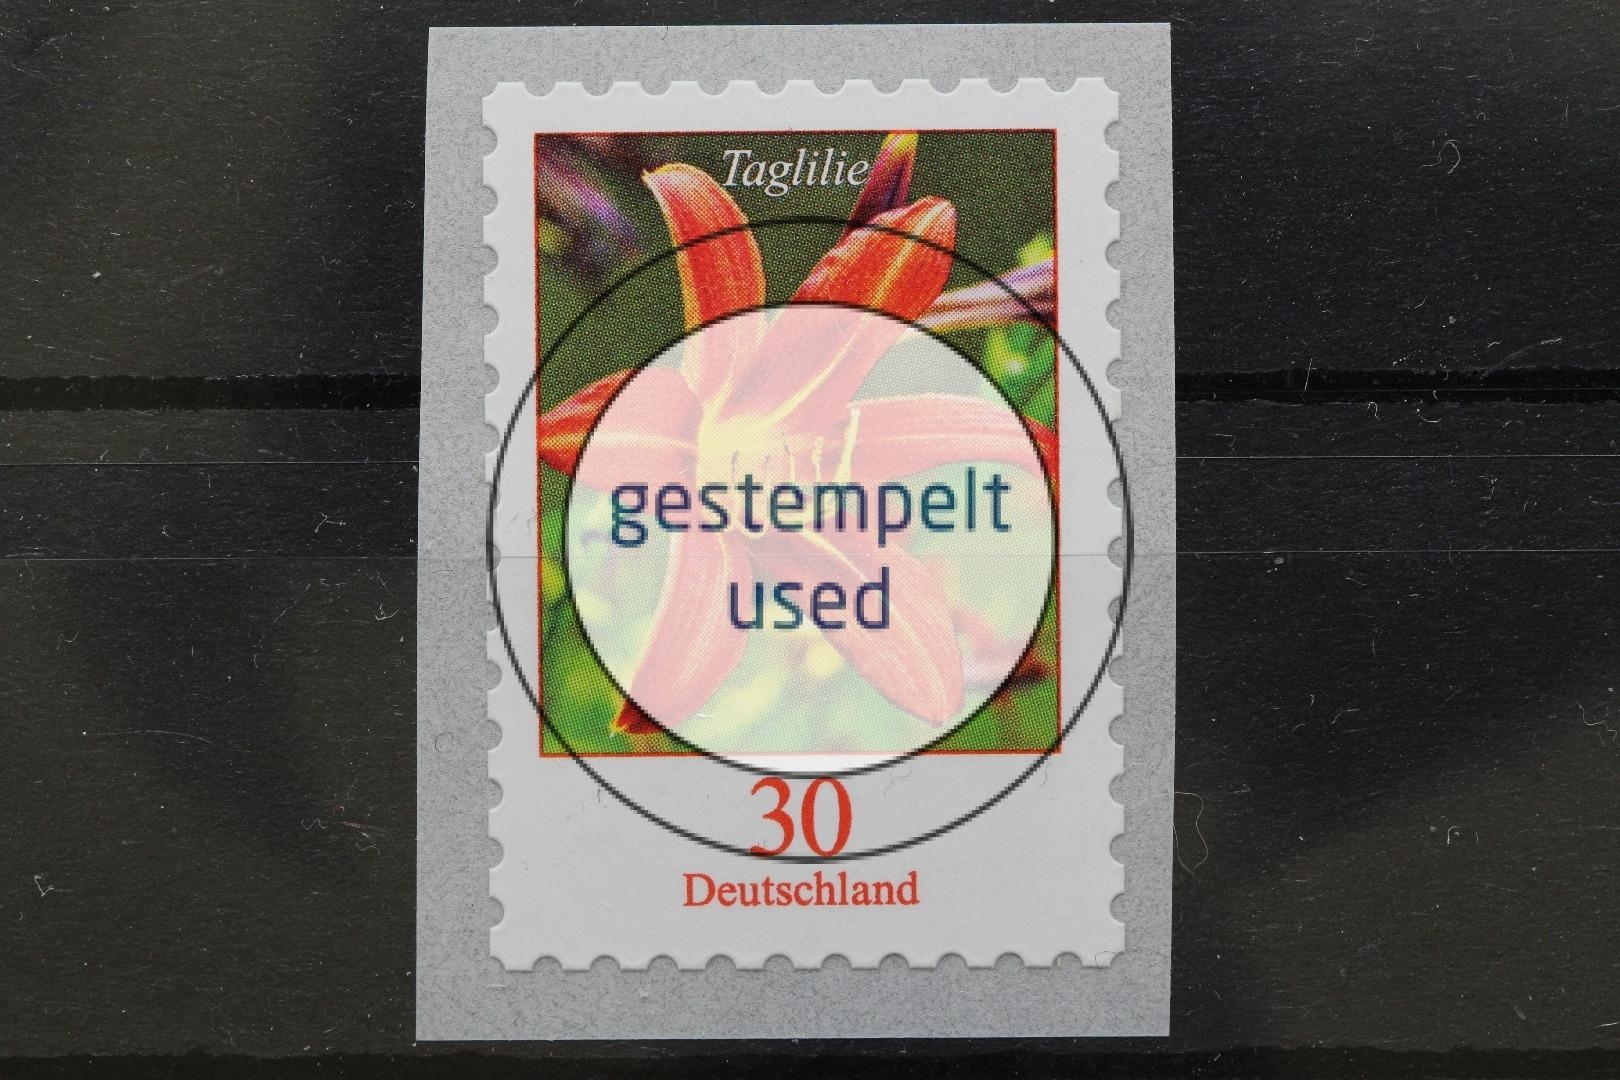 Taglilie
gestempelt
used
30
Deutschland